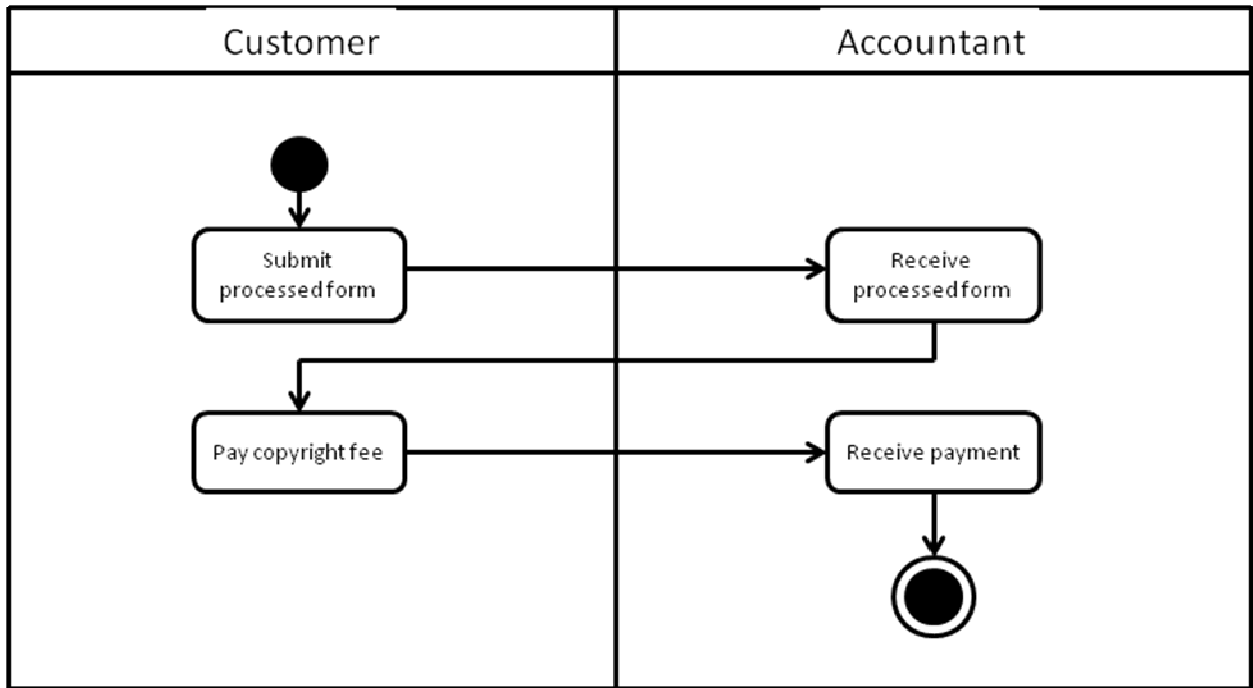 Customer
Accountant
Submit
processed form
Receive
processed form
Pay copyright fee
Receive payment